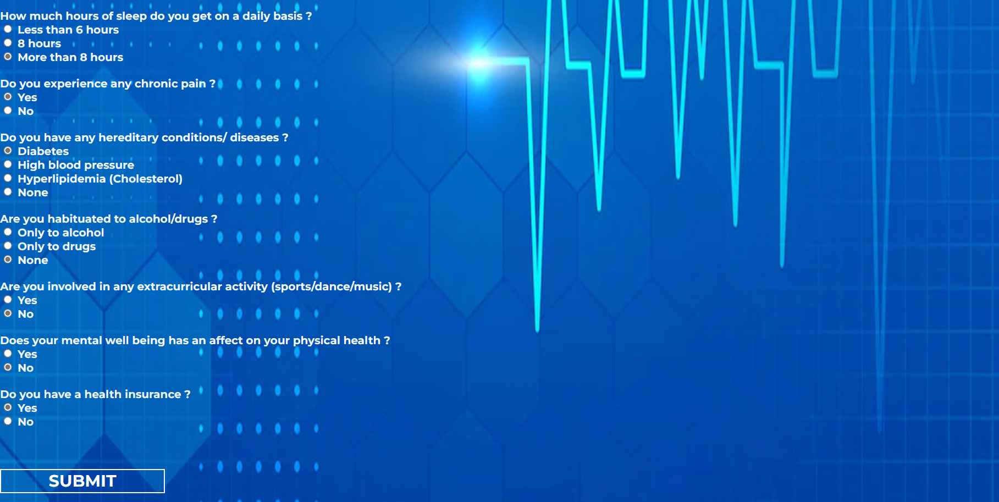 How much hours of sleep do you get on a daily basis ?
Less than 6 hours
8 hours
More than 8 hours
Do you experience any chronic pain ?
Yes
No
Do you have any hereditary conditions/ diseases ?
Diabetes
High blood pressure
Hyperlipidemia (Cholesterol)
None
Are you habituated to alcohol/drugs ?
Only to alcohol
Only to drugs
None
Are you involved in any extracurricular activity (sports/dance/music) ?
Yes
No
Does your mental well being has an affect on your physical health ?
Yes
No
Do you have a health insurance ?
Yes
No
SUBMIT